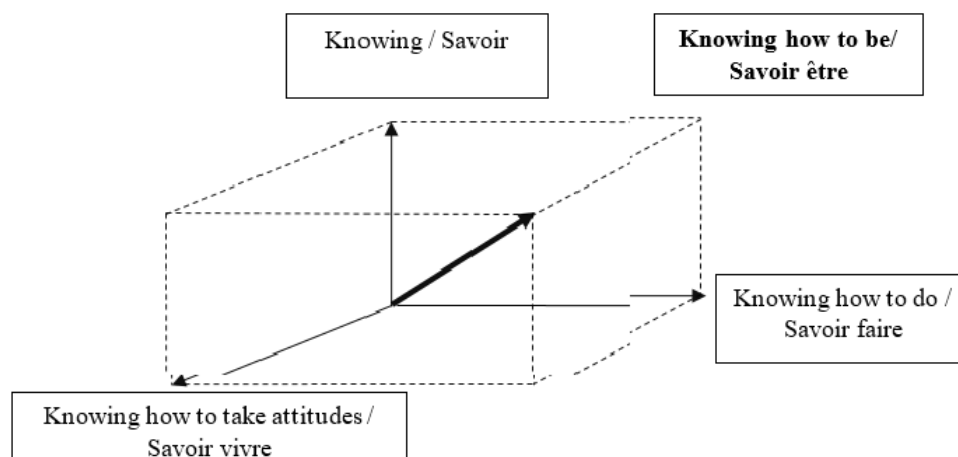 Knowing / Savoir
Knowing how to be/
Savoir être
Knowing how to do /
Savoir faire
Knowing how to take attitudes /
Savoir vivre